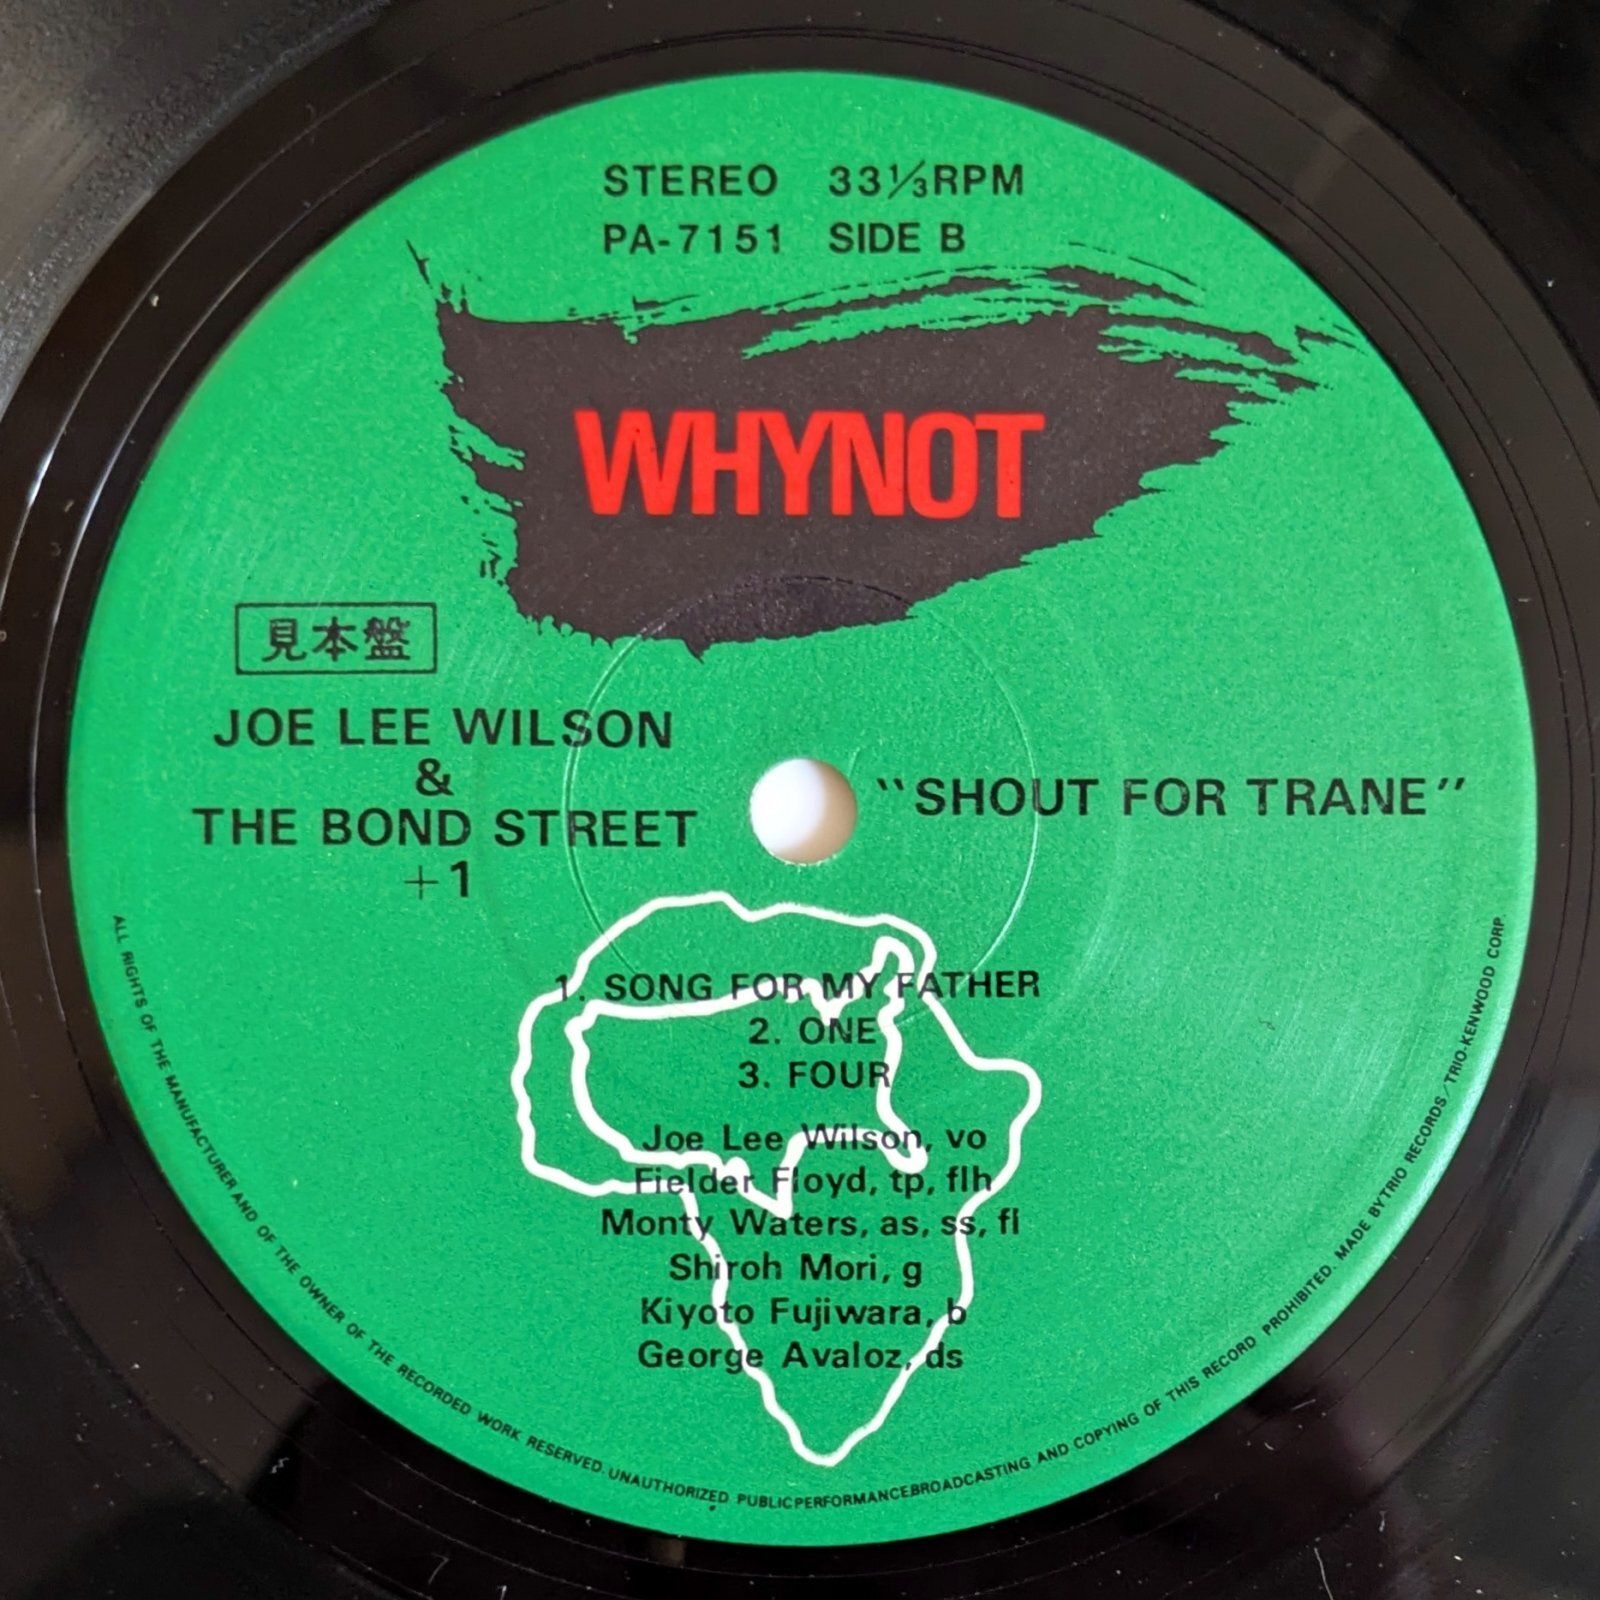 STEREO 33⅓RPM
PA-7151 SIDE B
WHYNOT
見本盤
JOE LEE WILSON
&
THE BOND STREET
+1
"SHOUT FOR TRANE"
1. SONG FOR MY FATHER
2. ONE
3. FOUR
Joe Lee Wilson, vo
Fielder Floyd, tp, flh
Monty Waters, as, ss, fl
Shiroh Mori, g
Kiyoto Fujiwara, b
George Avaloz, ds
ALL RIGHTS OF THE MANUFACTURER AND OF THE OWNER OF THE RECORDED WORK RESERVED. UNAUTHORIZED PUBLICPERFORMANCEBROADCASTING AND COPYING OF THIS RECORD PROHIBITED. MADE BY TRIO RECORDS / TRIO-KENWOOD CORP.